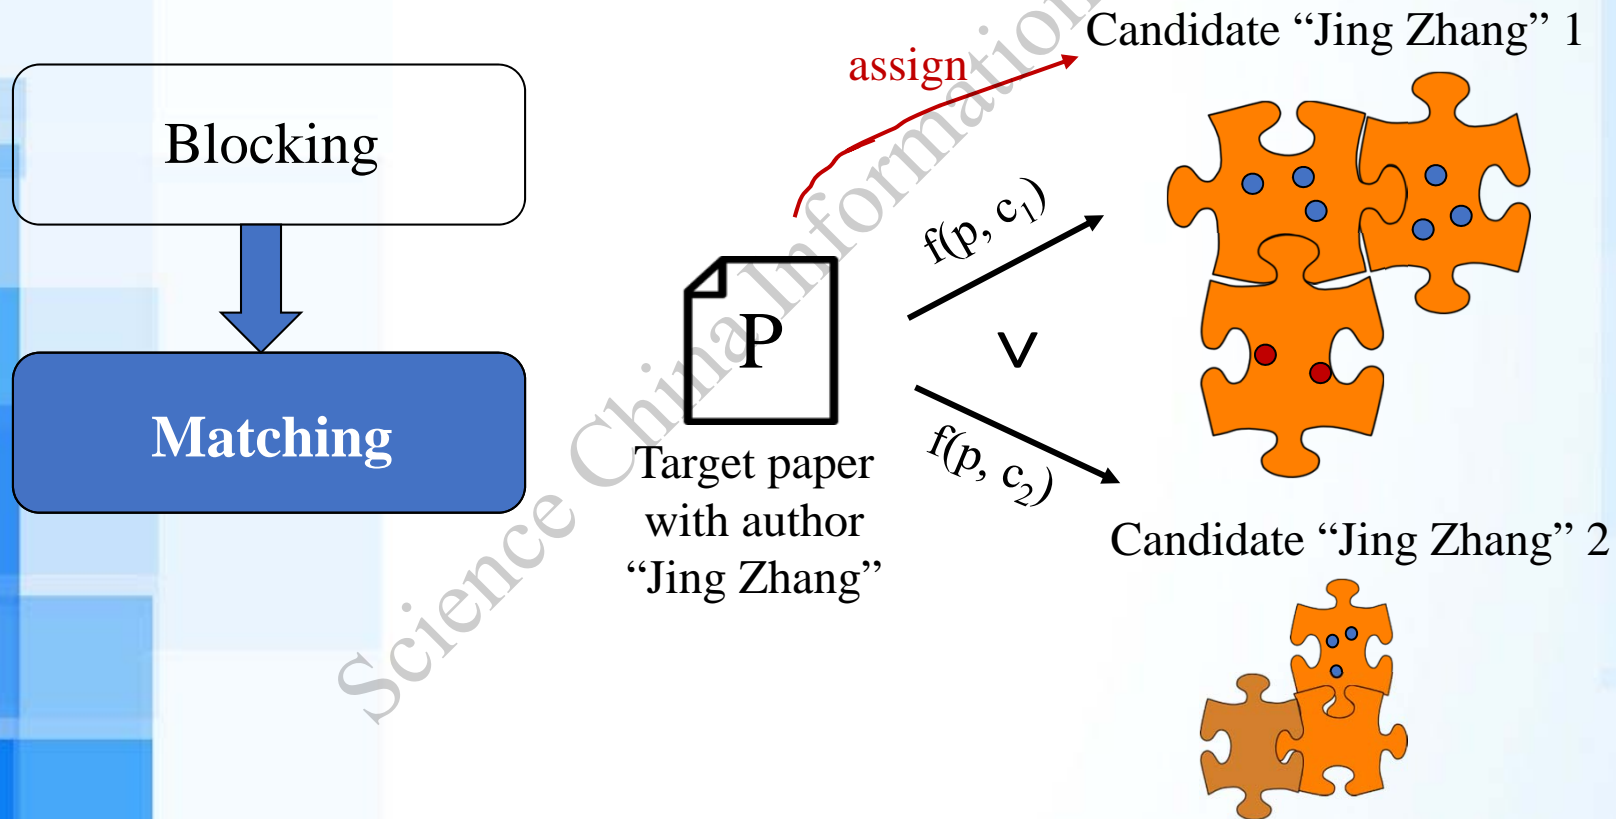 Blocking
Matching
assign
P
Target paper
with author
“Jing Zhang”
f(p, c₁)
∨
f(p, c₂)
Candidate “Jing Zhang” 1
Candidate “Jing Zhang” 2
Science China Information